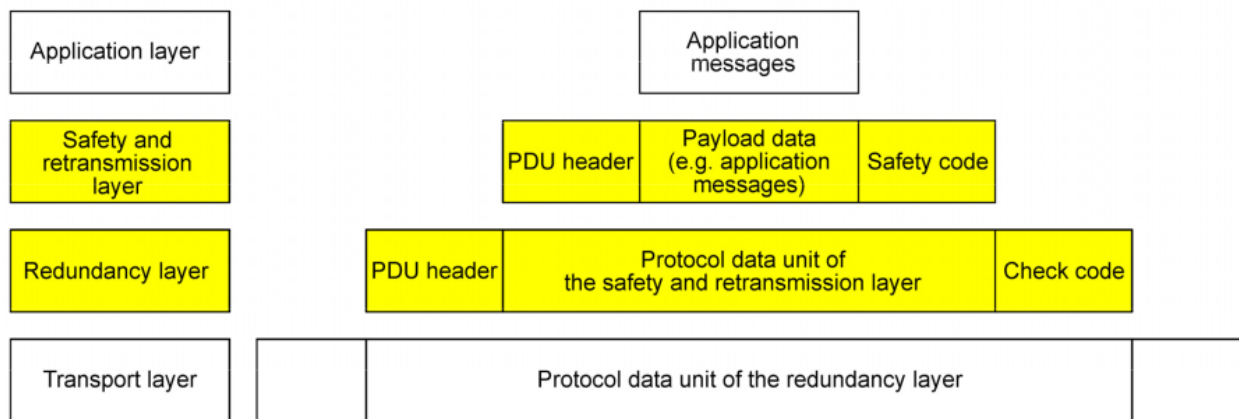 Application layer
Application
messages
Safety and
retransmission
layer
PDU header
Payload data
(e.g. application
messages)
Safety code
Redundancy layer
PDU header
Protocol data unit of
the safety and retransmission layer
Check code
Transport layer
Protocol data unit of the redundancy layer